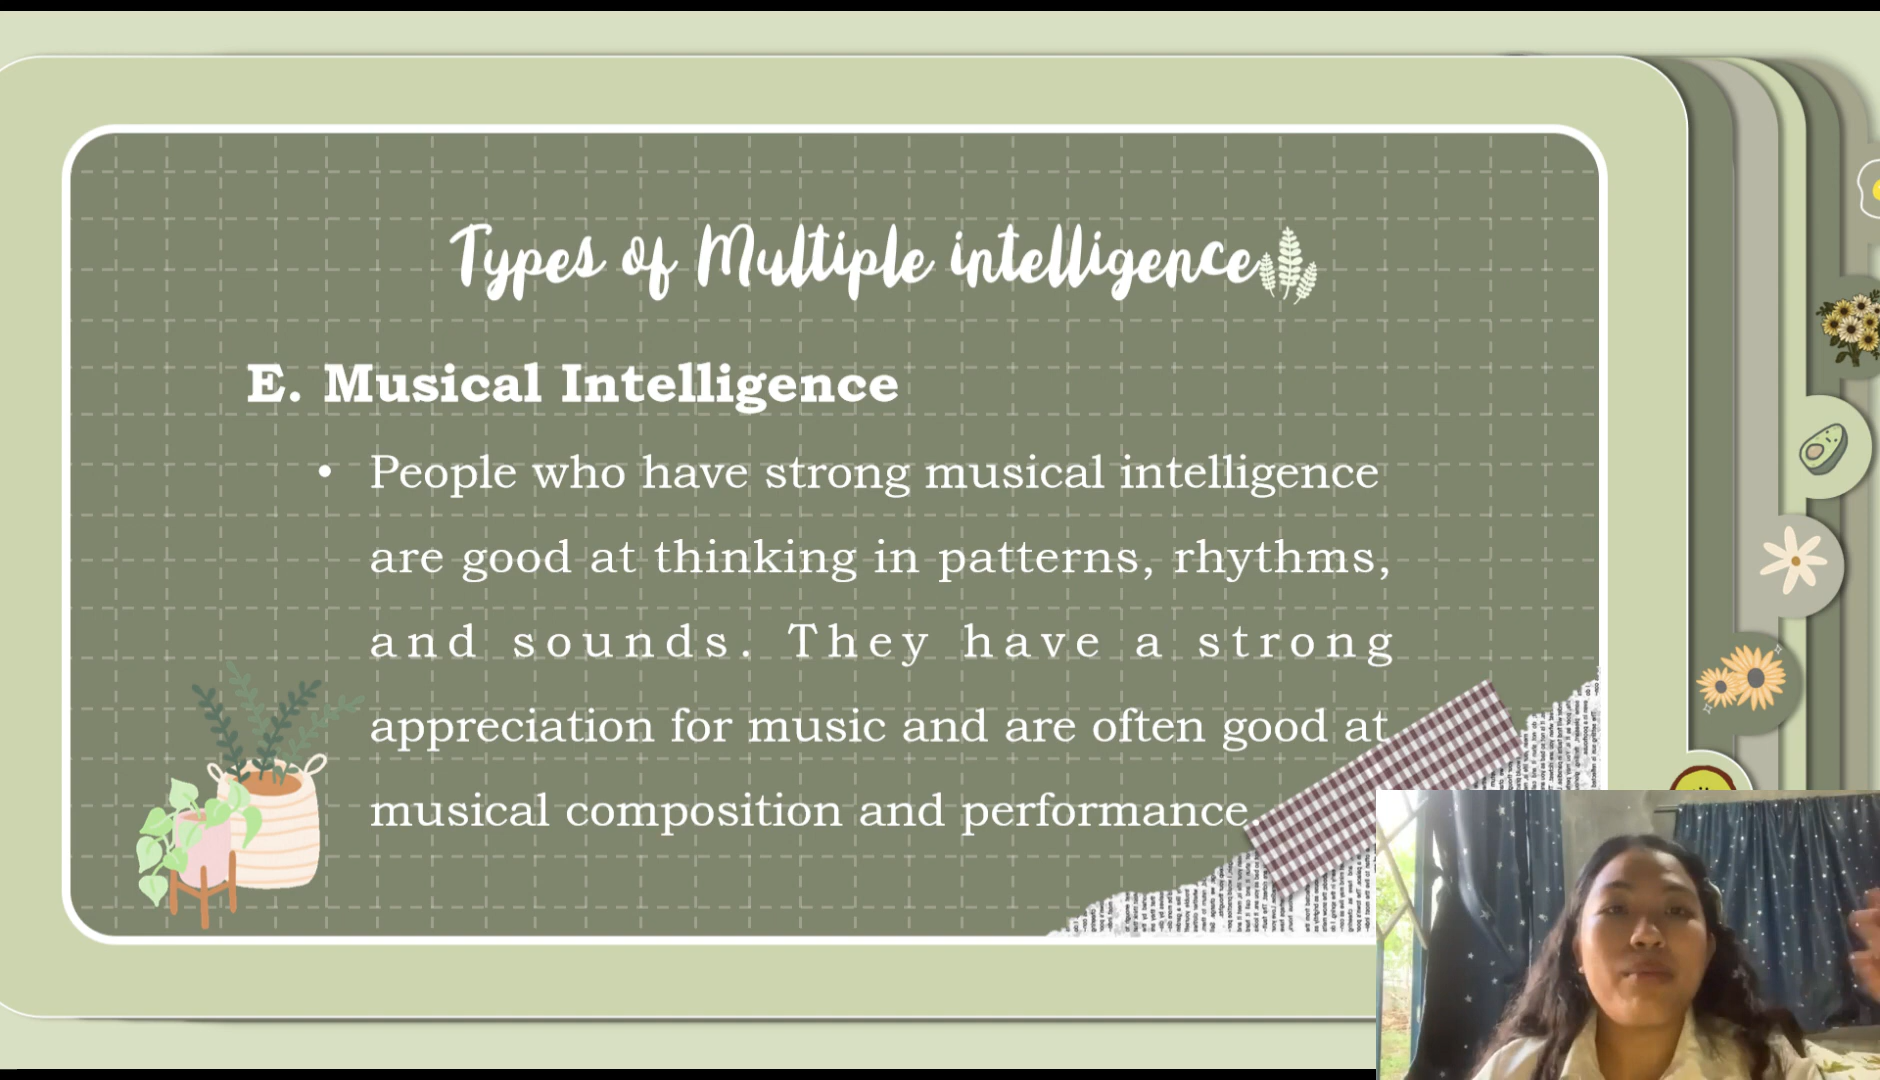 Types of Multiple intelligence
E. Musical Intelligence
• People who have strong musical intelligence
are good at thinking in patterns, rhythms,
and sounds. They have a strong
appreciation for music and are often good at
musical composition and performance.